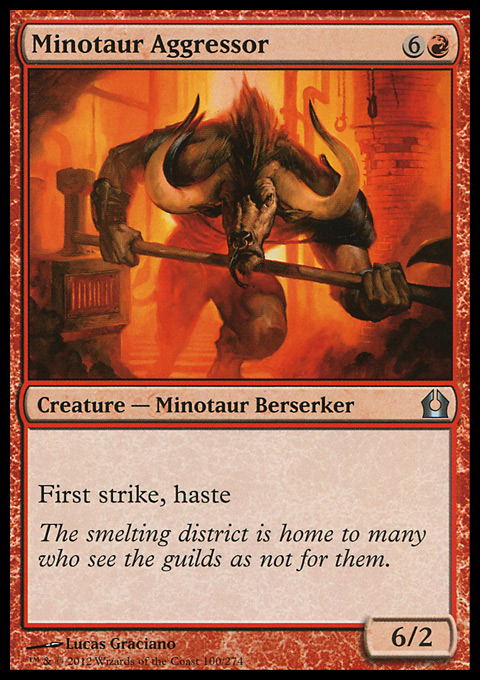 Minotaur Aggressor 6
Creature — Minotaur Berserker
First strike, haste
The smelting district is home to many
who see the guilds as not for them.
6/2
Lucas Graciano
™ & © 2012 Wizards of the Coast 100/274